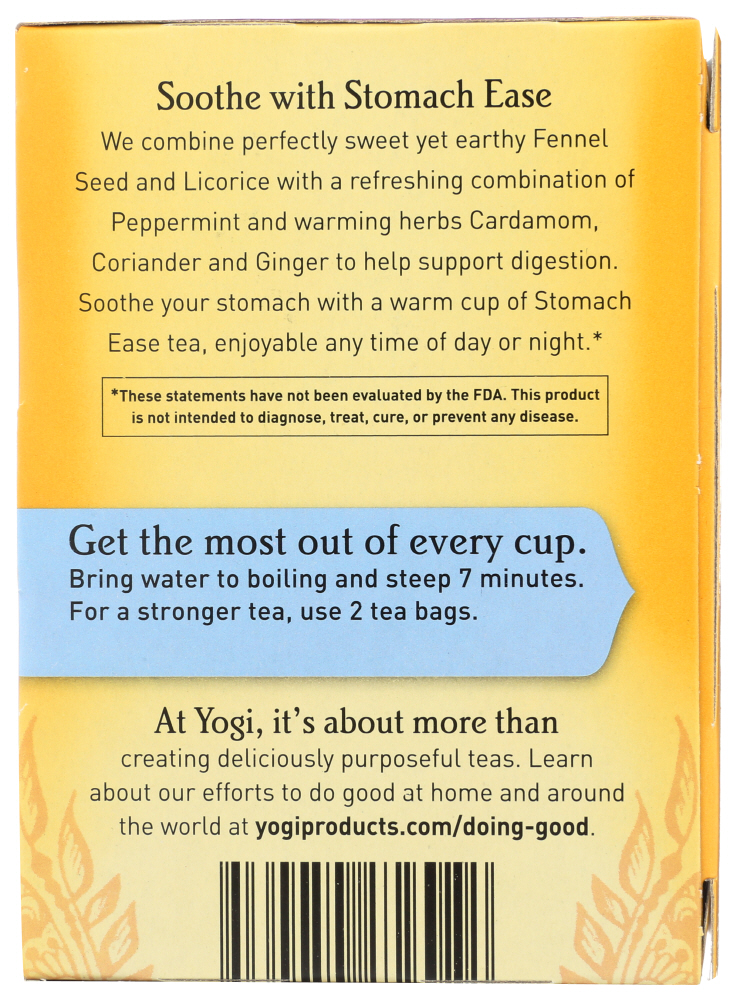 Soothe with Stomach Ease
We combine perfectly sweet yet earthy Fennel
Seed and Licorice with a refreshing combination of
Peppermint and warming herbs Cardamom,
Coriander and Ginger to help support digestion.
Soothe your stomach with a warm cup of Stomach
Ease tea, enjoyable any time of day or night.*
*These statements have not been evaluated by the FDA. This product
is not intended to diagnose, treat, cure, or prevent any disease.
Get the most out of every cup.
Bring water to boiling and steep 7 minutes.
For a stronger tea, use 2 tea bags.
At Yogi, it's about more than
creating deliciously purposeful teas. Learn
about our efforts to do good at home and around
the world at yogiproducts.com/doing-good.